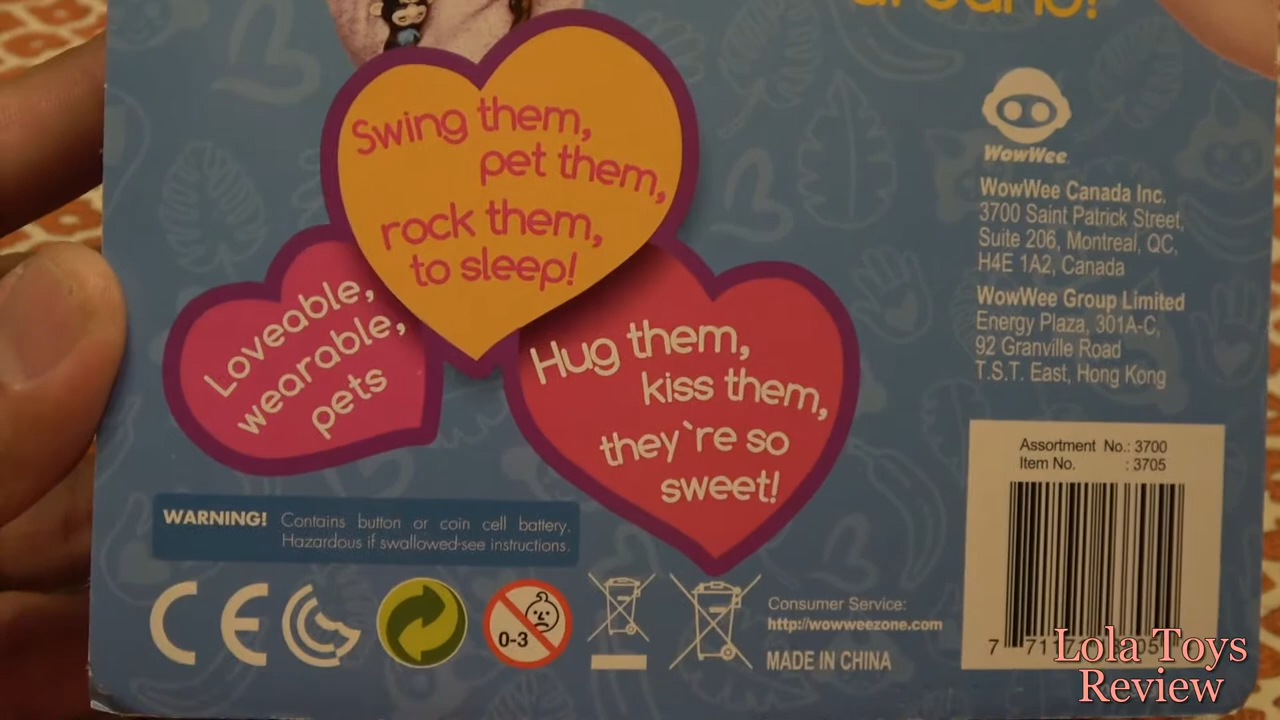 Swing them,
pet them,
rock them,
to sleep!
Loveable,
wearable,
pets
Hug them,
kiss them,
they`re so
sweet!
WowWee
WowWee Canada Inc.
3700 Saint Patrick Street,
Suite 206, Montreal, QC,
H4E 1A2, Canada
WowWee Group Limited
Energy Plaza, 301A-C,
92 Granville Road
T.S.T. East, Hong Kong
Assortment No.: 3700
Item No. : 3705
WARNING! Contains button or coin cell battery.
Hazardous if swallowed-see instructions.
CE
0-3
Consumer Service:
http://wowweezone.com
MADE IN CHINA
Lola Toys
Review